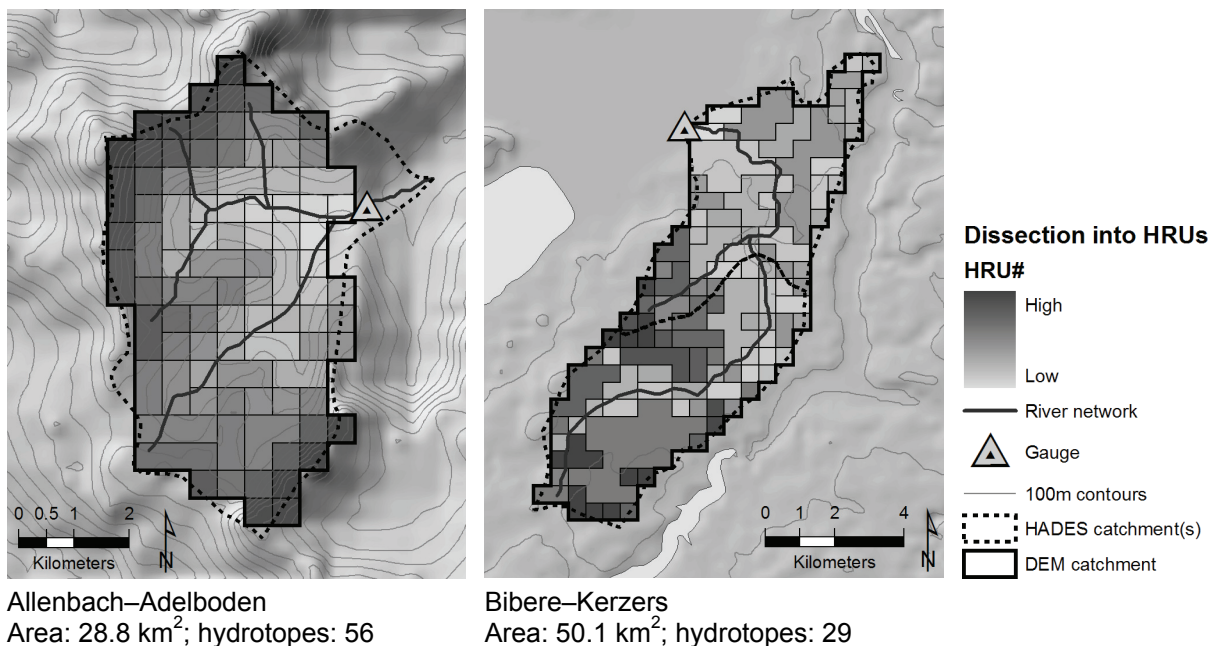 0 0.5 1 2
Kilometers
N
Allenbach–Adelboden
Area: 28.8 km²; hydrotopes: 56
0 2 4
Kilometers
N
Bibere–Kerzers
Area: 50.1 km²; hydrotopes: 29
Dissection into HRUs
HRU#
High
Low
River network
Gauge
100m contours
HADES catchment(s)
DEM catchment